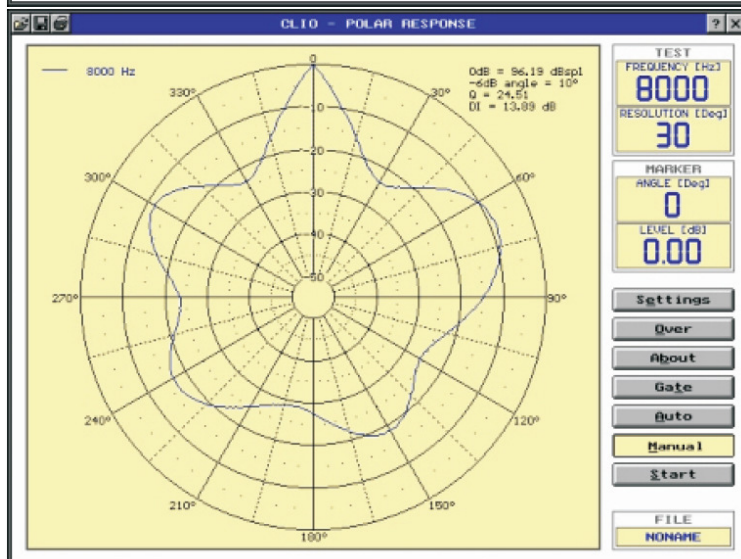 CLIO - POLAR RESPONSE
? X
8000 Hz
0dB = 96.19 dBspl
-6dB angle = 10°
Q = 24.51
DI = 13.89 dB
0
330°
30°
-10
-20
300°
60°
-30
-40
-50
270°
90°
240°
120°
210°
150°
180°
TEST
FREQUENCY [Hz]
8000
RESOLUTION [Deg]
30
MARKER
ANGLE [Deg]
0
LEVEL [dB]
0.00
Settings
Over
About
Gate
Auto
Manual
Start
FILE
NONAME